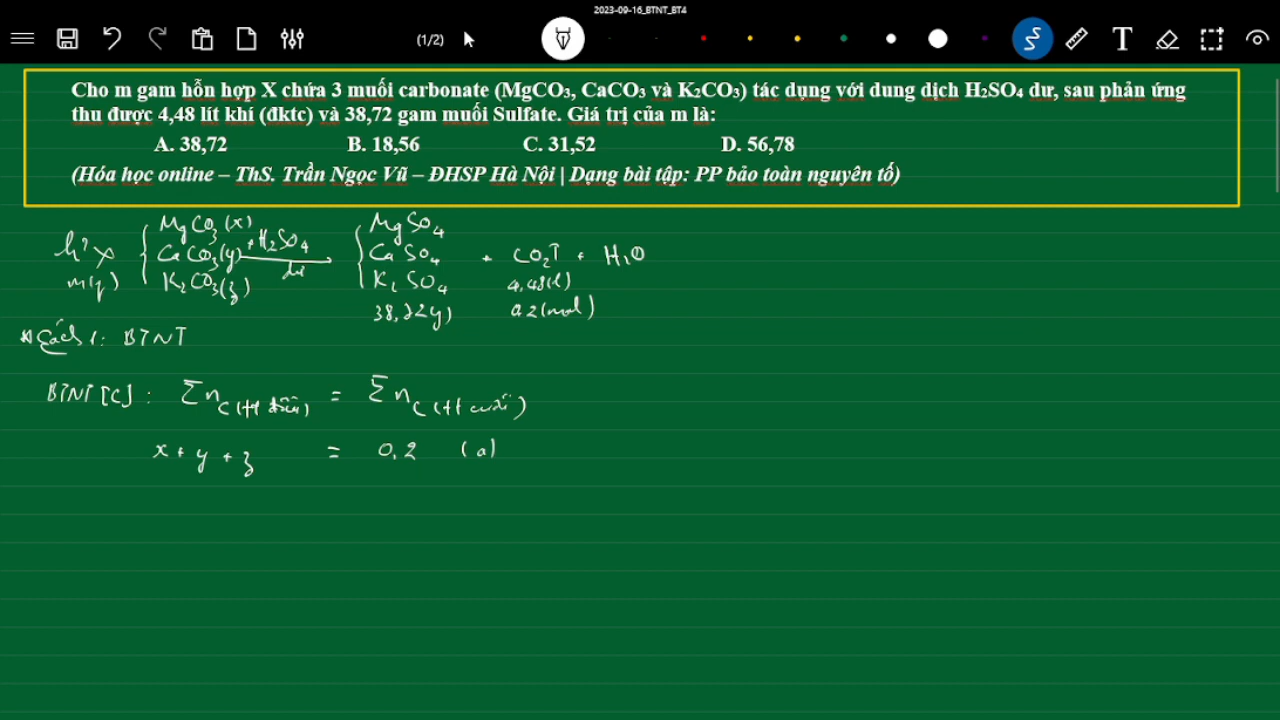 2023-09-16_BTNT_BT4
(1/2)
T
Cho m gam hỗn hợp X chứa 3 muối carbonate (MgCO₃, CaCO₃ và K₂CO₃) tác dụng với dung dịch H₂SO₄ dư, sau phản ứng
thu được 4,48 lít khí (đktc) và 38,72 gam muối Sulfate. Giá trị của m là:
A. 38,72 B. 18,56 C. 31,52 D. 56,78
(Hóa học online – ThS. Trần Ngọc Vũ – ĐHSP Hà Nội | Dạng bài tập: PP bảo toàn nguyên tố)
MgCO₃(x) MgSO₄
h² X CaCO₃(y) +H₂SO₄ dư CaSO₄ + CO₂↑ + H₂O
m(g) K₂CO₃(z) K₂SO₄ 4,48(l)
38,72g) 0.2(mol)
*Cách 1: BTNT
BTNT [C]: Σn C (tt đầu) = Σn C (tt cuối)
x + y + z = 0.2 (a)